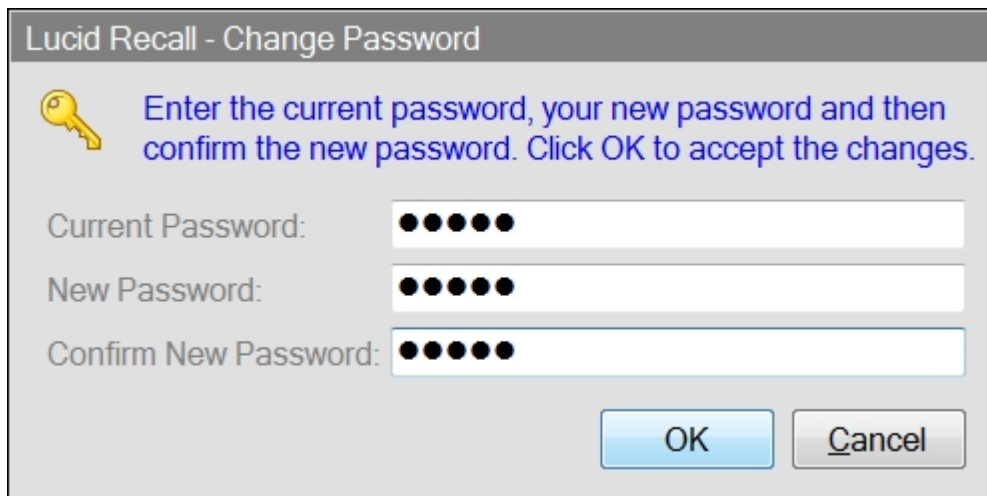 Lucid Recall - Change Password
Enter the current password, your new password and then
confirm the new password. Click OK to accept the changes.
Current Password: ●●●●●
New Password: ●●●●●
Confirm New Password: ●●●●●
OK Cancel